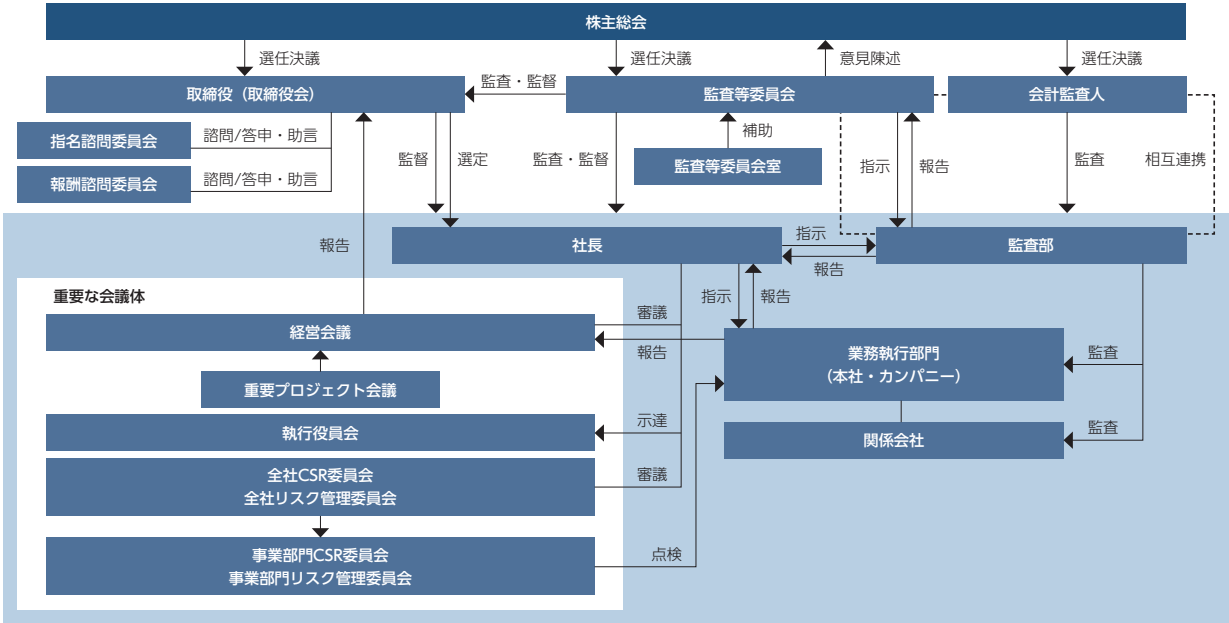 株主総会
選任決議
選任決議
意見陳述
選任決議
取締役（取締役会）
監査・監督
監査等委員会
会計監査人
指名諮問委員会
諮問/答申・助言
報酬諮問委員会
諮問/答申・助言
監督
選定
監査・監督
補助
監査等委員会室
指示
報告
監査
相互連携
報告
社長
指示
報告
監査部
重要な会議体
指示
報告
経営会議
審議
報告
重要プロジェクト会議
業務執行部門
（本社・カンパニー）
監査
執行役員会
示達
関係会社
監査
全社CSR委員会
全社リスク管理委員会
審議
事業部門CSR委員会
事業部門リスク管理委員会
点検